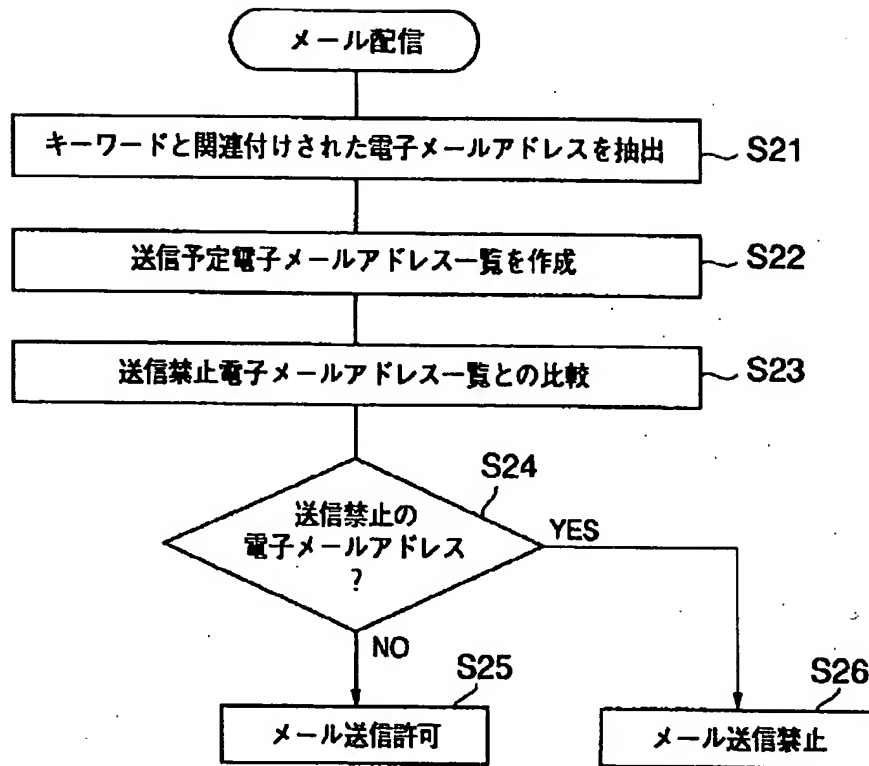 メール配信
キーワードと関連付けされた電子メールアドレスを抽出
S21
送信予定電子メールアドレス一覧を作成
S22
送信禁止電子メールアドレス一覧との比較
S23
S24
送信禁止の
電子メールアドレス
?
YES
NO
S25
メール送信許可
S26
メール送信禁止